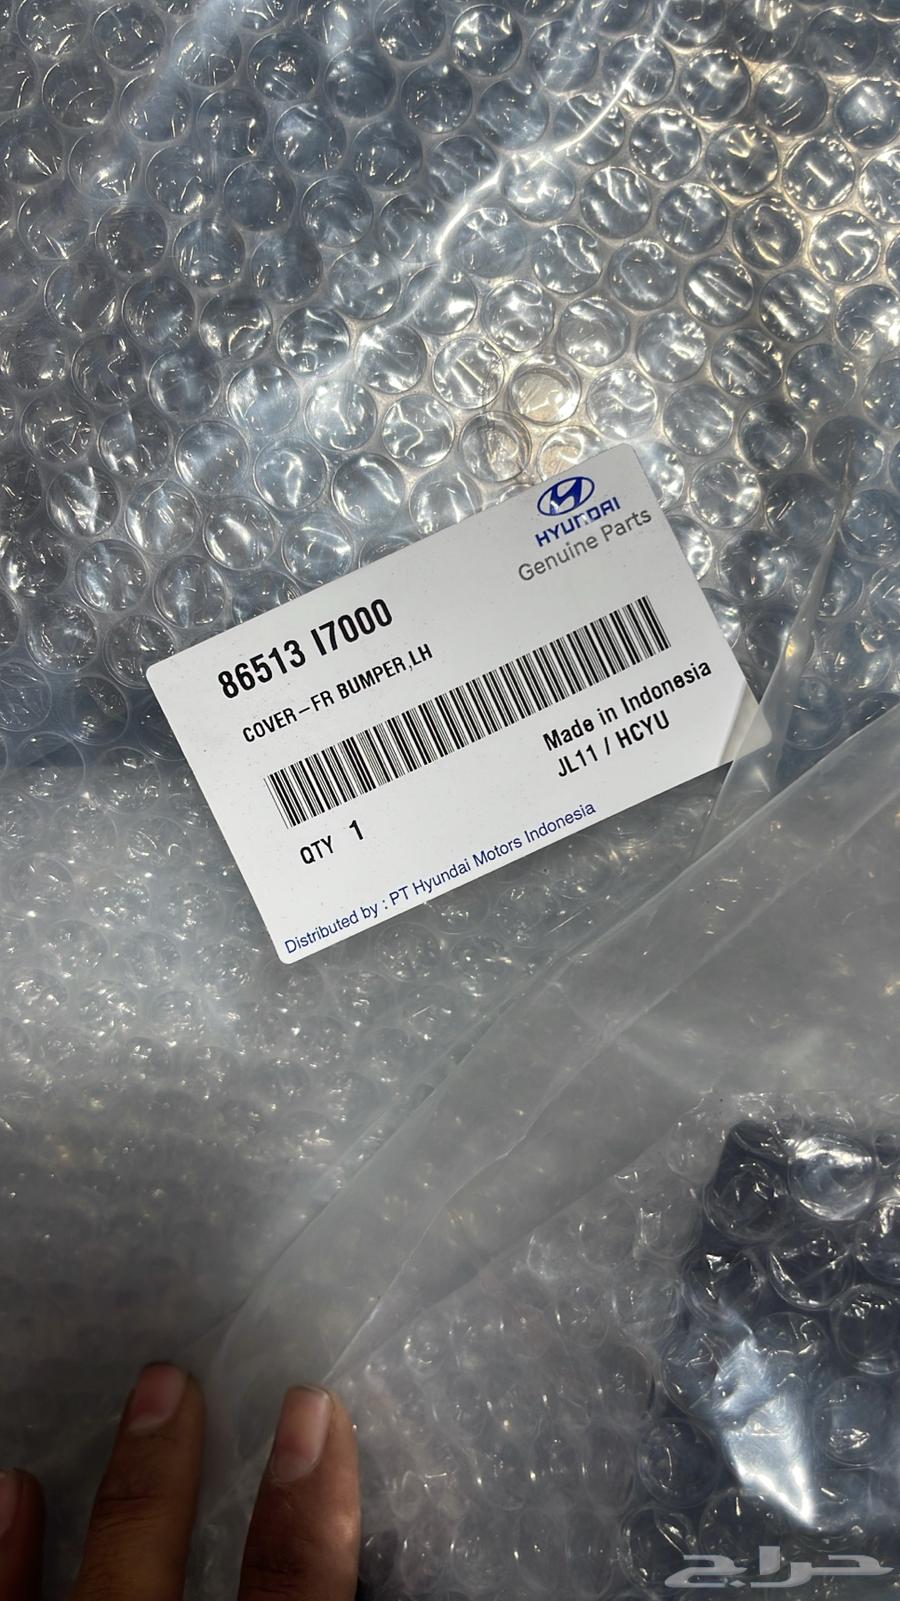 HYUNDAI
Genuine Parts
86513 I7000
COVER-FR BUMPER,LH
Made in Indonesia
JL11 / HCYU
QTY 1
Distributed by : PT Hyundai Motors Indonesia
حراج